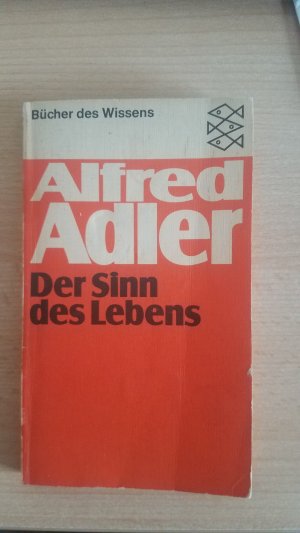 Bücher des Wissens
Alfred
Adler
Der Sinn
des Lebens